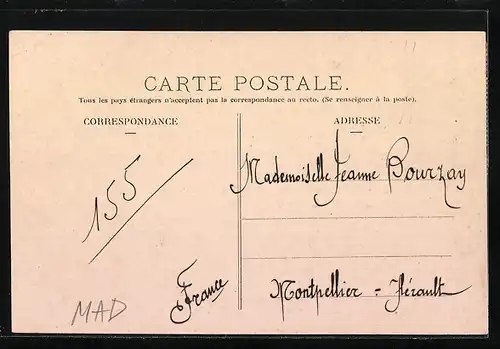 CARTE POSTALE.
Tous les pays étrangers n'acceptent pas la correspondance au recto. (Se renseigner à la poste).
CORRESPONDANCE
ADRESSE
155
Mademoiselle Jeanne Bourzay
France
Montpellier = Hérault
MAD